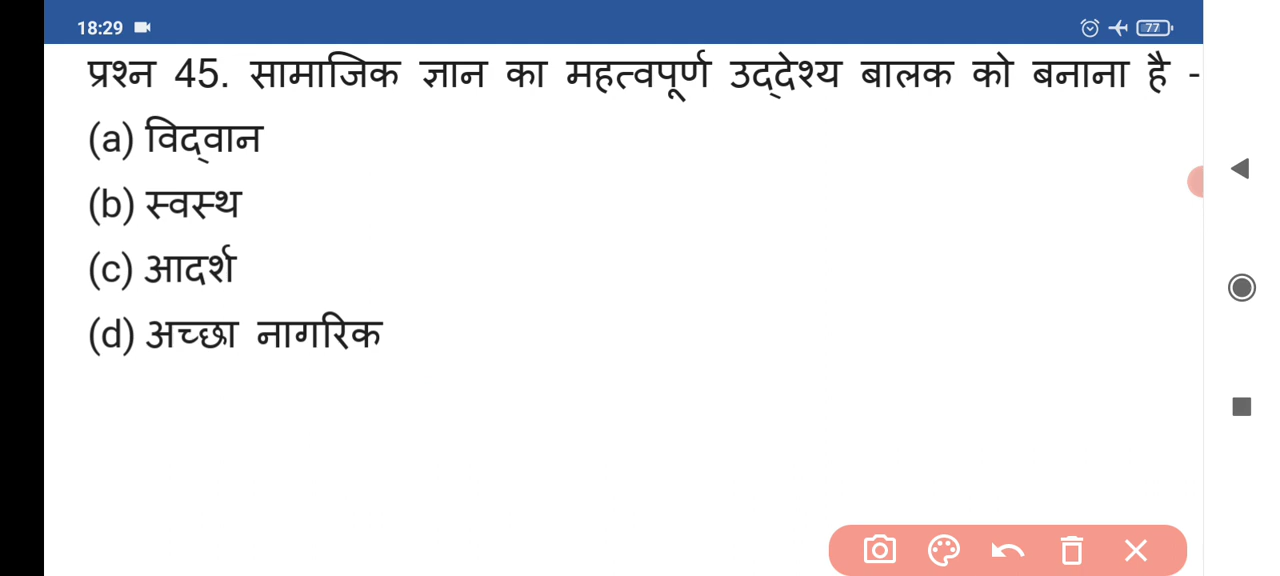 18:29
77
प्रश्न 45. सामाजिक ज्ञान का महत्वपूर्ण उद्देश्य बालक को बनाना है -
(a) विद्वान
(b) स्वस्थ
(c) आदर्श
(d) अच्छा नागरिक